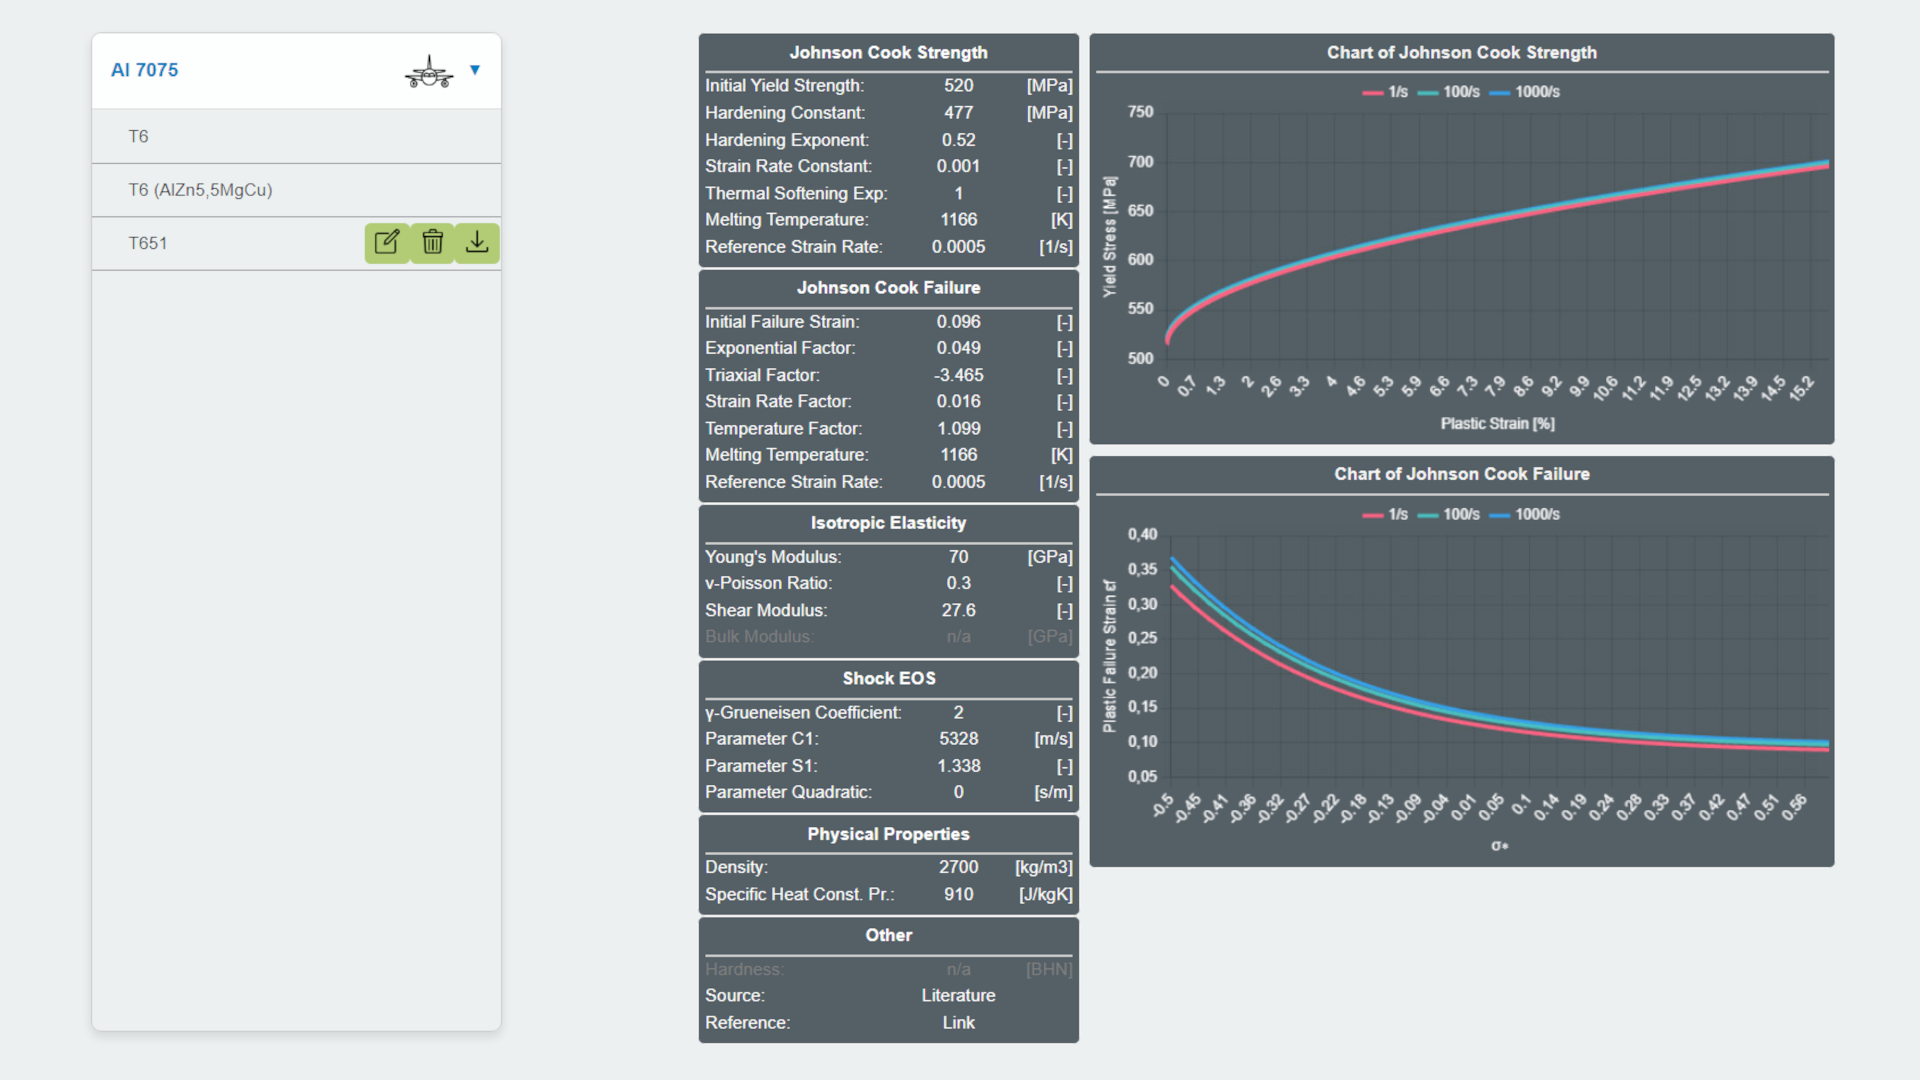 Al 7075
T6
T6 (AlZn5,5MgCu)
T651
Johnson Cook Strength
Initial Yield Strength: 520 [MPa]
Hardening Constant: 477 [MPa]
Hardening Exponent: 0.52 [-]
Strain Rate Constant: 0.001 [-]
Thermal Softening Exp: 1 [-]
Melting Temperature: 1166 [K]
Reference Strain Rate: 0.0005 [1/s]
Johnson Cook Failure
Initial Failure Strain: 0.096 [-]
Exponential Factor: 0.049 [-]
Triaxial Factor: -3.465 [-]
Strain Rate Factor: 0.016 [-]
Temperature Factor: 1.099 [-]
Melting Temperature: 1166 [K]
Reference Strain Rate: 0.0005 [1/s]
Isotropic Elasticity
Young's Modulus: 70 [GPa]
v-Poisson Ratio: 0.3 [-]
Shear Modulus: 27.6 [-]
Bulk Modulus: n/a [GPa]
Shock EOS
γ-Grueneisen Coefficient: 2 [-]
Parameter C1: 5328 [m/s]
Parameter S1: 1.338 [-]
Parameter Quadratic: 0 [s/m]
Physical Properties
Density: 2700 [kg/m3]
Specific Heat Const. Pr.: 910 [J/kgK]
Other
Hardness: n/a [BHN]
Source: Literature
Reference: Link
Chart of Johnson Cook Strength
1/s 100/s 1000/s
750
700
650
600
550
500
Yield Stress [MPa]
0 0.7 1.3 2 2.6 3.3 4 4.6 5.3 5.9 6.6 7.3 7.9 8.6 9.2 9.9 10.6 11.2 11.9 12.5 13.2 13.9 14.5 15.2
Plastic Strain [%]
Chart of Johnson Cook Failure
1/s 100/s 1000/s
0,40
0,35
0,30
0,25
0,20
0,15
0,10
0,05
Plastic Failure Strain εf
-0.5 -0.45 -0.41 -0.36 -0.32 -0.27 -0.22 -0.18 -0.13 -0.09 -0.04 0.01 0.05 0.1 0.14 0.19 0.24 0.28 0.33 0.37 0.42 0.47 0.51 0.56
σ*